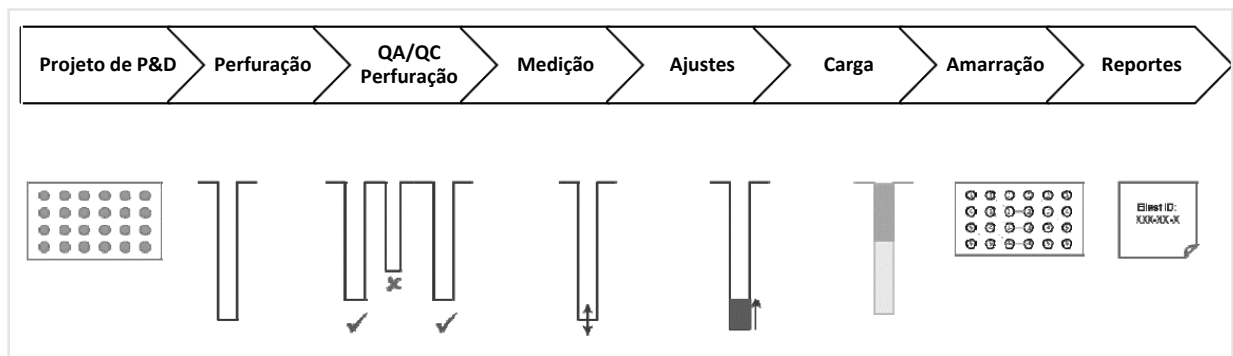 Projeto de P&D
Perfuração
QA/QC
Perfuração
Medição
Ajustes
Carga
Amarração
Reportes
Blast ID:
XXX-XX-X